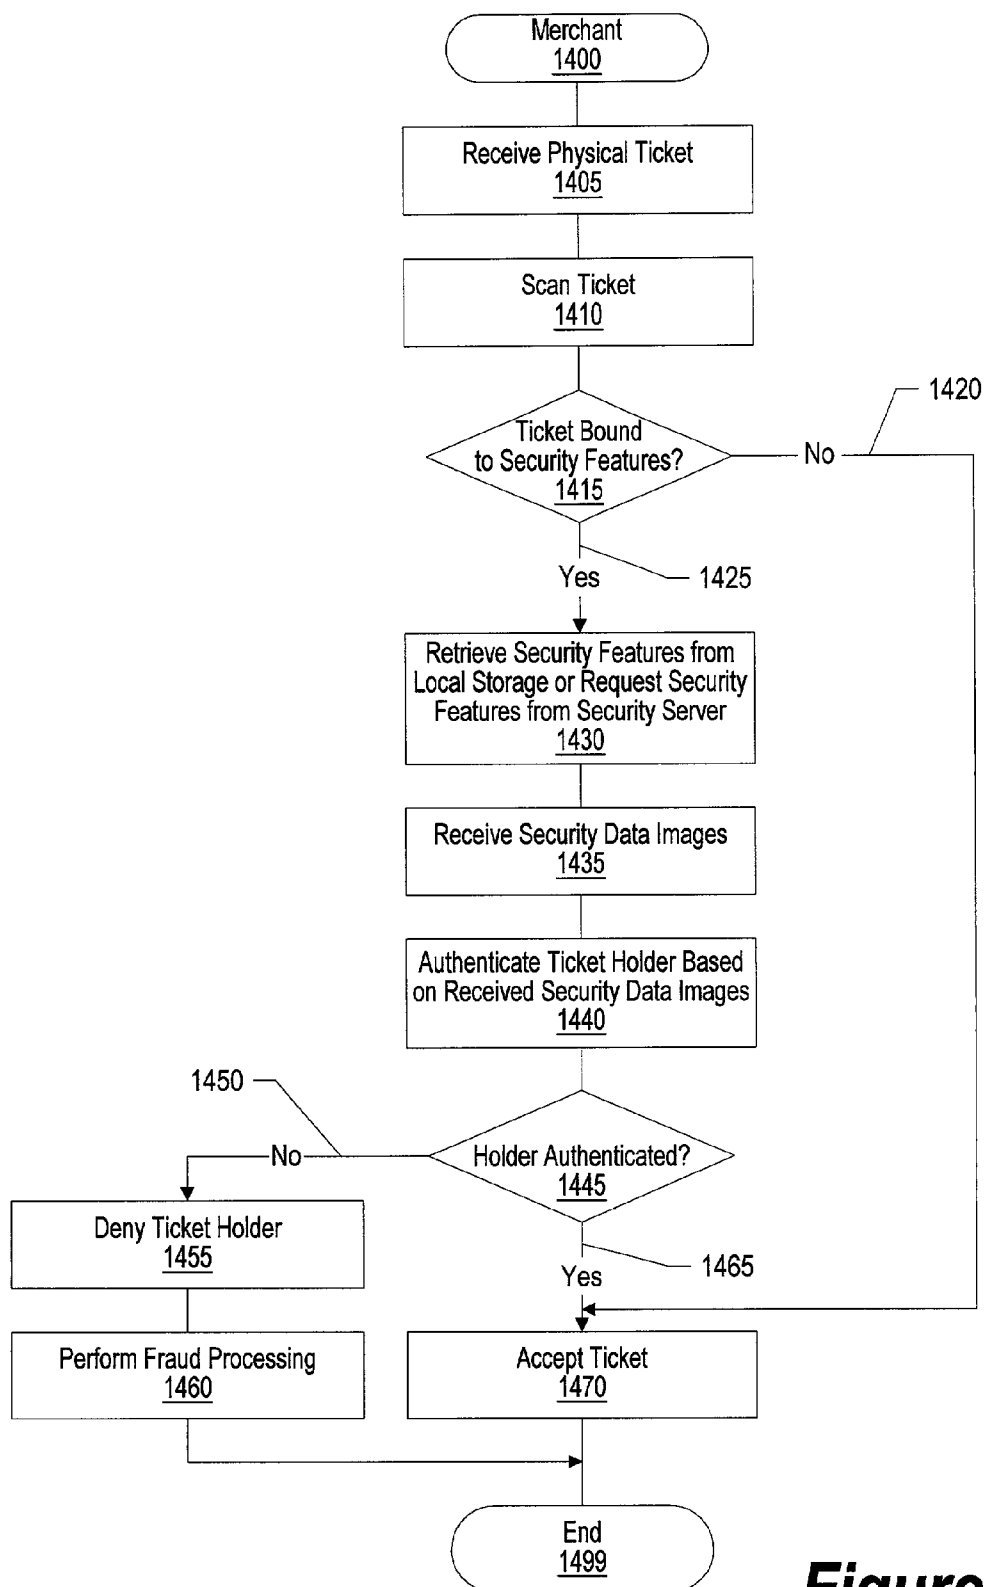 Merchant
1400
Receive Physical Ticket
1405
Scan Ticket
1410
1420
Ticket Bound
to Security Features?
1415
No
Yes
1425
Retrieve Security Features from
Local Storage or Request Security
Features from Security Server
1430
Receive Security Data Images
1435
Authenticate Ticket Holder Based
on Received Security Data Images
1440
1450
No
Holder Authenticated?
1445
Deny Ticket Holder
1455
Yes
1465
Perform Fraud Processing
1460
Accept Ticket
1470
End
1499
Figure